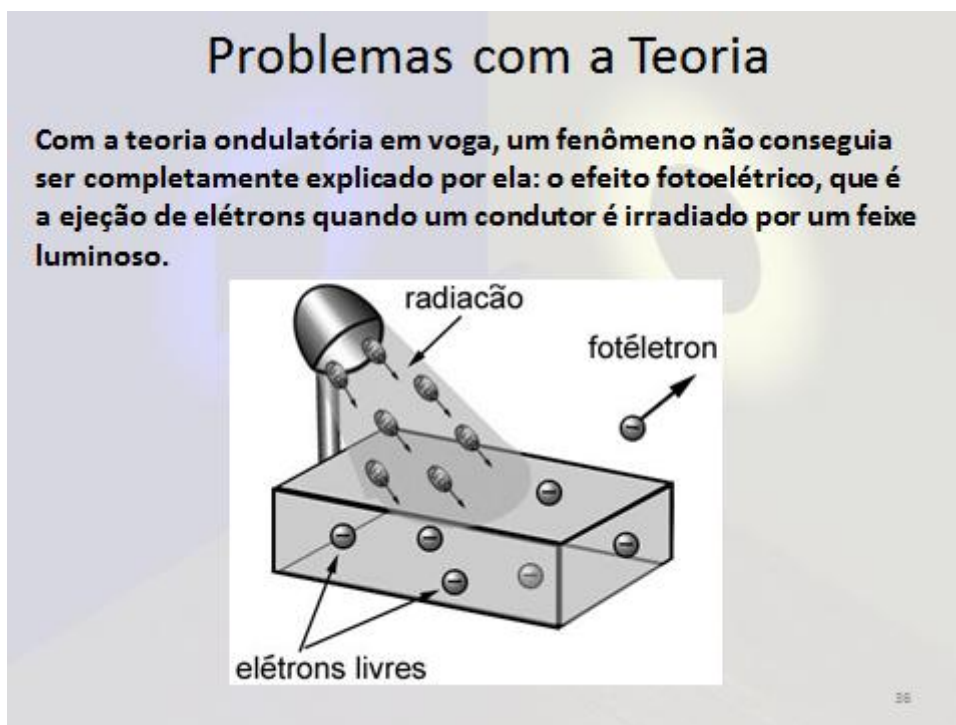 Problemas com a Teoria
Com a teoria ondulatória em voga, um fenômeno não conseguia
ser completamente explicado por ela: o efeito fotoelétrico, que é
a ejeção de elétrons quando um condutor é irradiado por um feixe
luminoso.
radiacão
fotéletron
elétrons livres